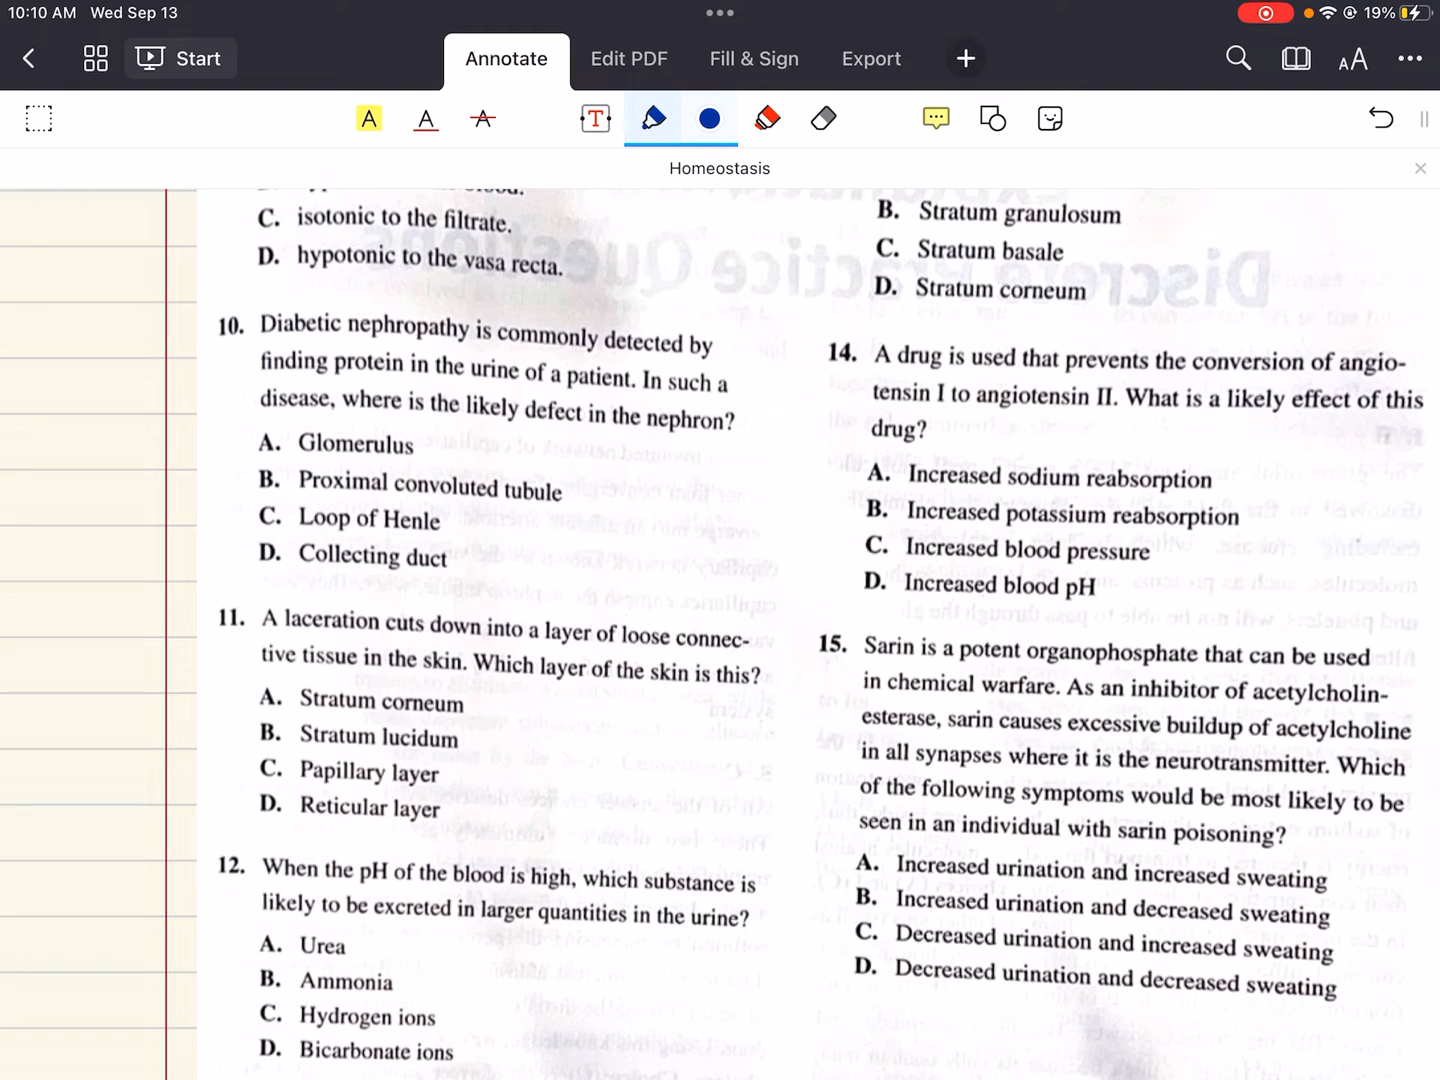 10:10 AM Wed Sep 13
19%
Start
Annotate
Edit PDF
Fill & Sign
Export
Homeostasis
C. isotonic to the filtrate.
D. hypotonic to the vasa recta.
10. Diabetic nephropathy is commonly detected by
finding protein in the urine of a patient. In such a
disease, where is the likely defect in the nephron?
A. Glomerulus
B. Proximal convoluted tubule
C. Loop of Henle
D. Collecting duct
11. A laceration cuts down into a layer of loose connec-
tive tissue in the skin. Which layer of the skin is this?
A. Stratum corneum
B. Stratum lucidum
C. Papillary layer
D. Reticular layer
12. When the pH of the blood is high, which substance is
likely to be excreted in larger quantities in the urine?
A. Urea
B. Ammonia
C. Hydrogen ions
D. Bicarbonate ions
B. Stratum granulosum
C. Stratum basale
D. Stratum corneum
14. A drug is used that prevents the conversion of angio-
tensin I to angiotensin II. What is a likely effect of this
drug?
A. Increased sodium reabsorption
B. Increased potassium reabsorption
C. Increased blood pressure
D. Increased blood pH
15. Sarin is a potent organophosphate that can be used
in chemical warfare. As an inhibitor of acetylcholin-
esterase, sarin causes excessive buildup of acetylcholine
in all synapses where it is the neurotransmitter. Which
of the following symptoms would be most likely to be
seen in an individual with sarin poisoning?
A. Increased urination and increased sweating
B. Increased urination and decreased sweating
C. Decreased urination and increased sweating
D. Decreased urination and decreased sweating